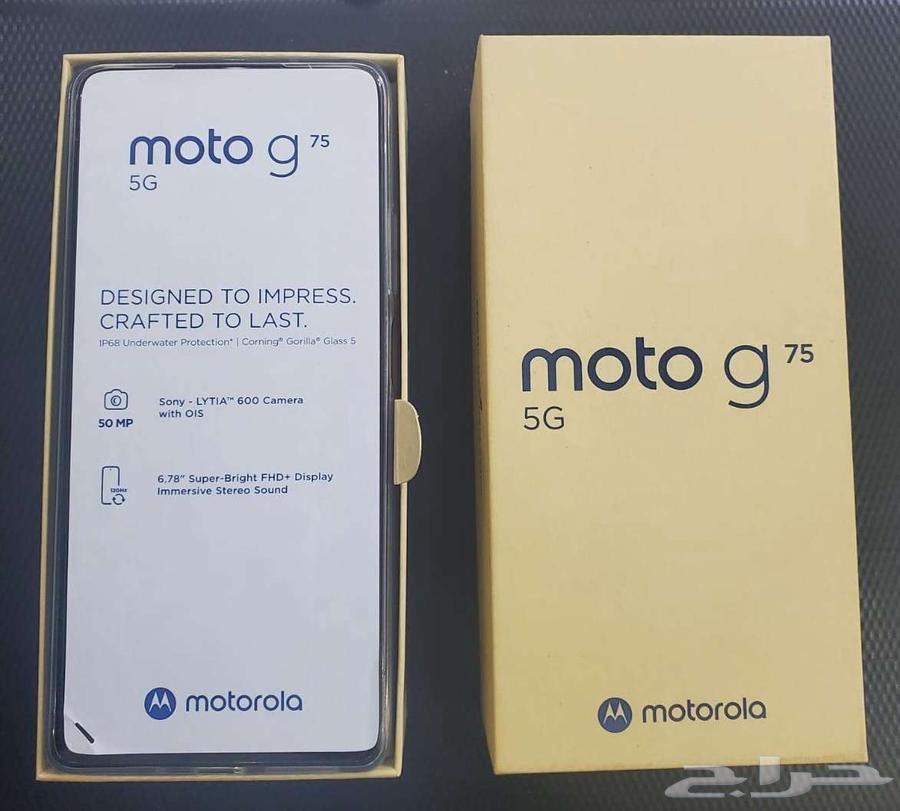 moto g 75
5G
DESIGNED TO IMPRESS.
CRAFTED TO LAST.
IP68 Underwater Protection* | Corning® Gorilla® Glass 5
50 MP
Sony - LYTIA™ 600 Camera
with OIS
120Hz
6.78" Super-Bright FHD+ Display
Immersive Stereo Sound
motorola
moto g 75
5G
motorola
حراج